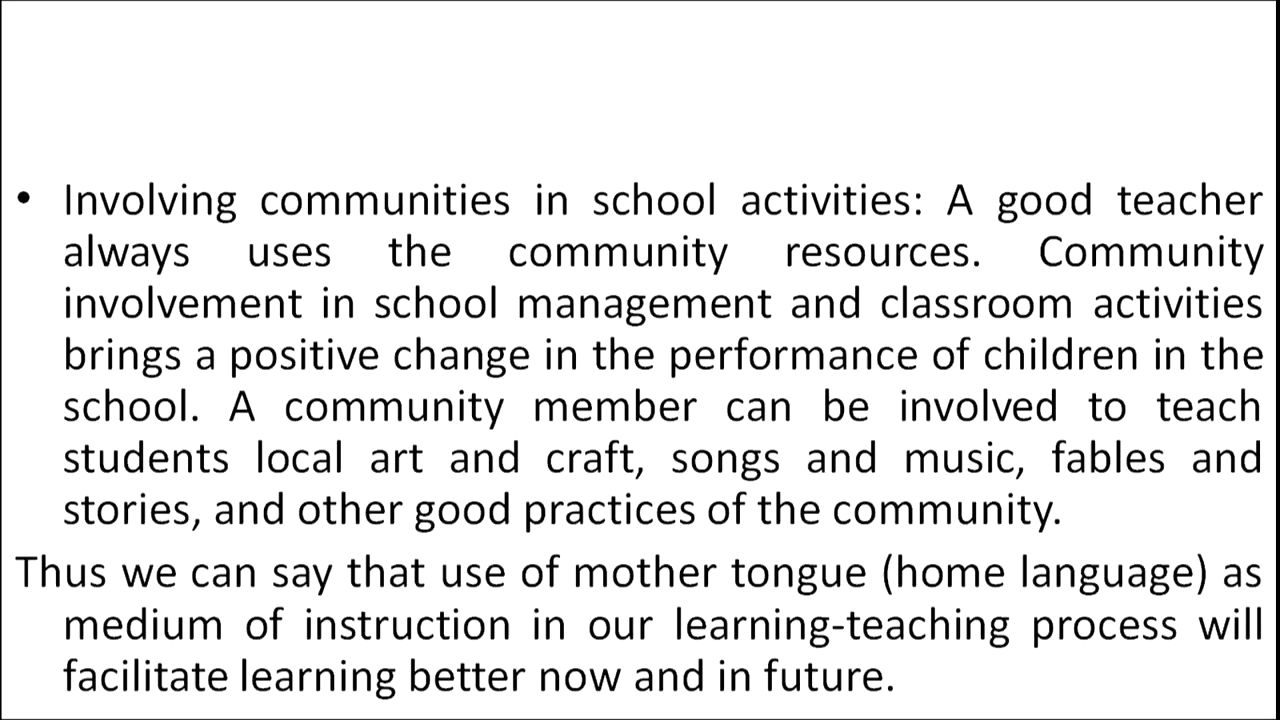 • Involving communities in school activities: A good teacher
always uses the community resources. Community
involvement in school management and classroom activities
brings a positive change in the performance of children in the
school. A community member can be involved to teach
students local art and craft, songs and music, fables and
stories, and other good practices of the community.
Thus we can say that use of mother tongue (home language) as
medium of instruction in our learning-teaching process will
facilitate learning better now and in future.